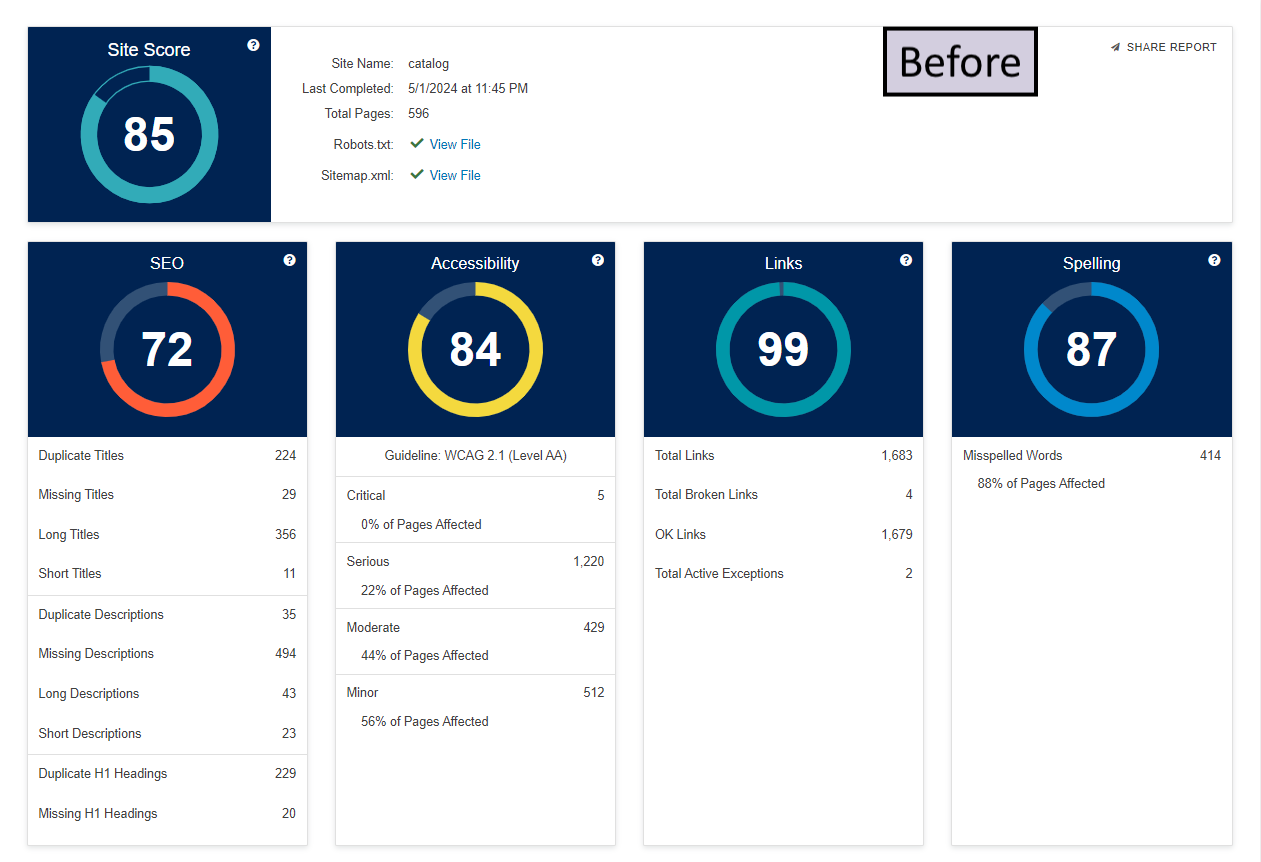 Site Score
85
Site Name: catalog
Last Completed: 5/1/2024 at 11:45 PM
Total Pages: 596
Robots.txt: View File
Sitemap.xml: View File
Before
SHARE REPORT
SEO
72
Duplicate Titles 224
Missing Titles 29
Long Titles 356
Short Titles 11
Duplicate Descriptions 35
Missing Descriptions 494
Long Descriptions 43
Short Descriptions 23
Duplicate H1 Headings 229
Missing H1 Headings 20
Accessibility
84
Guideline: WCAG 2.1 (Level AA)
Critical 5
0% of Pages Affected
Serious 1,220
22% of Pages Affected
Moderate 429
44% of Pages Affected
Minor 512
56% of Pages Affected
Links
99
Total Links 1,683
Total Broken Links 4
OK Links 1,679
Total Active Exceptions 2
Spelling
87
Misspelled Words 414
88% of Pages Affected